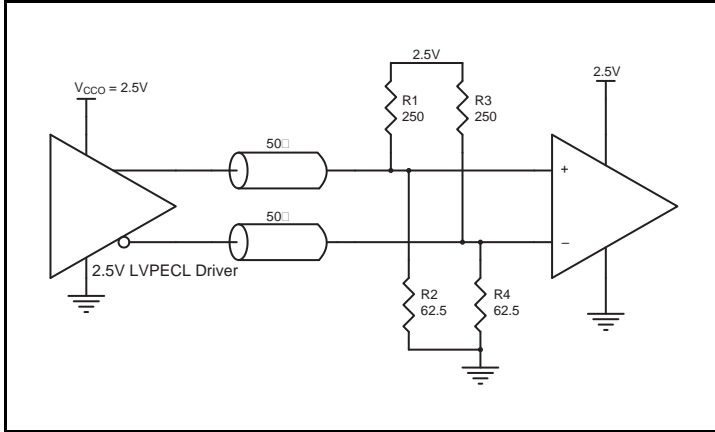 2.5V
V_CCO = 2.5V
2.5V
R1
250
R3
250
50□
+
50□
−
2.5V LVPECL Driver
R2
62.5
R4
62.5